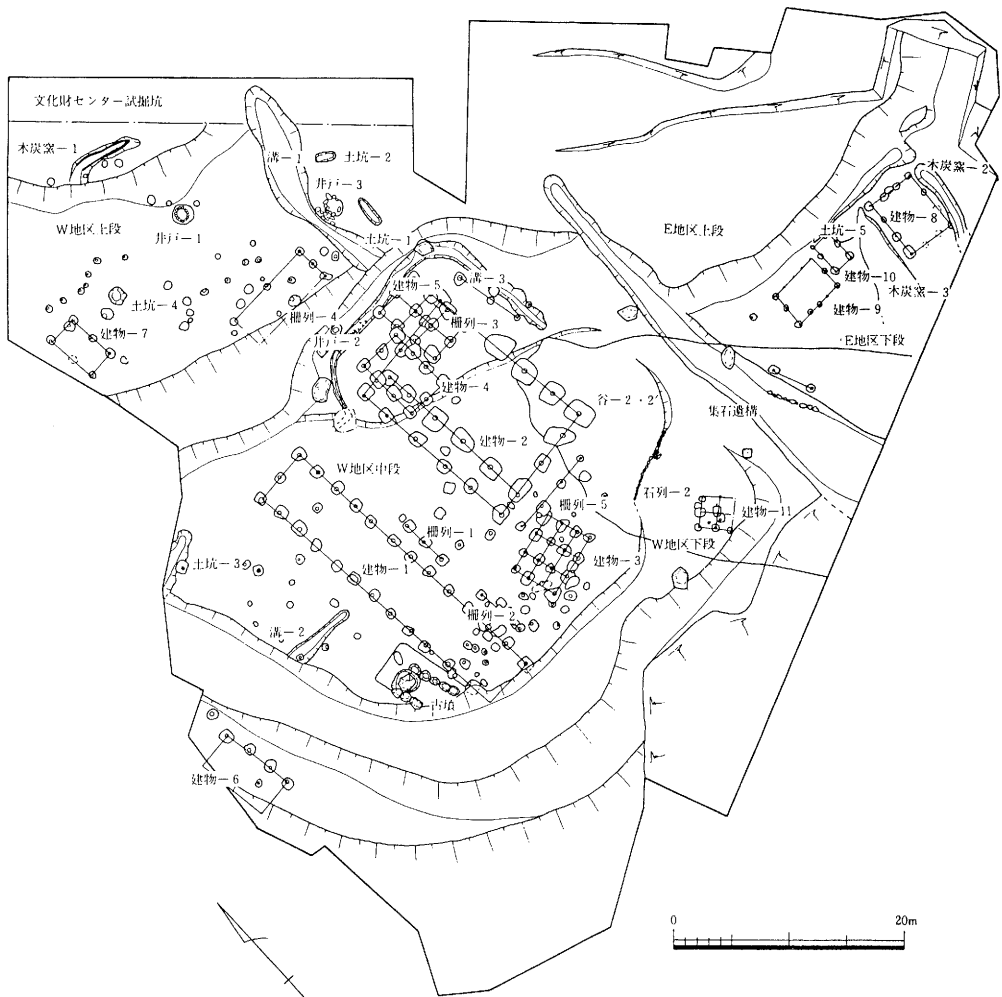 文化財センター試掘坑
木炭窯－1
溝－1
土坑－2
井戸－3
木炭窯－2
W地区上段
井戸－1
土坑－1
E地区上段
建物－8
土坑－5
建物－5
溝－3
建物－10
木炭窯－3
土坑－4
柵列－4
柵列－3
建物－9
建物－7
井戸－2
E地区下段
建物－4
谷－2・2′
集石遺構
建物－2
W地区中段
石列－2
柵列－5
建物－11
柵列－1
W地区下段
建物－1
建物－3
土坑－3
柵列－2
溝－2
古墳
建物－6
0
20m